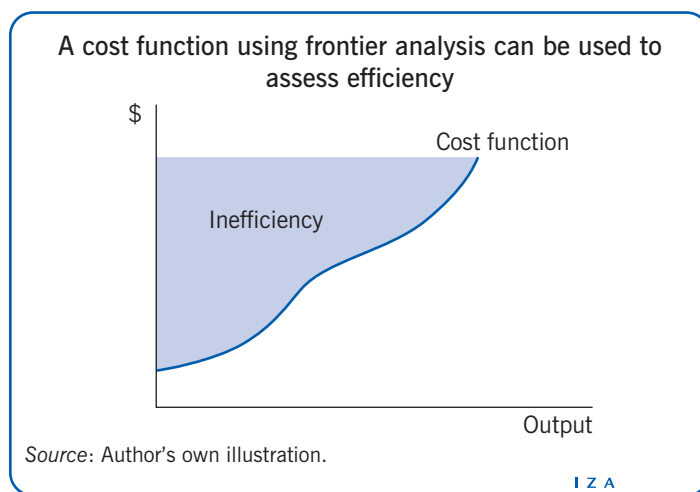 A cost function using frontier analysis can be used to
assess efficiency
$
Cost function
Inefficiency
Output
Source: Author's own illustration.
I Z A